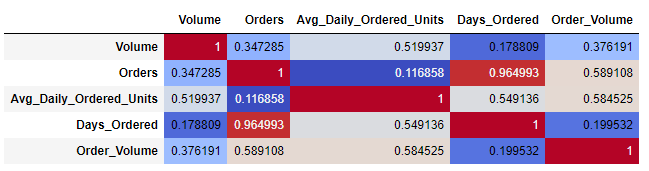 Volume Orders Avg_Daily_Ordered_Units Days_Ordered Order_Volume
Volume 1 0.347285 0.519937 0.178809 0.376191
Orders 0.347285 1 0.116858 0.964993 0.589108
Avg_Daily_Ordered_Units 0.519937 0.116858 1 0.549136 0.584525
Days_Ordered 0.178809 0.964993 0.549136 1 0.199532
Order_Volume 0.376191 0.589108 0.584525 0.199532 1